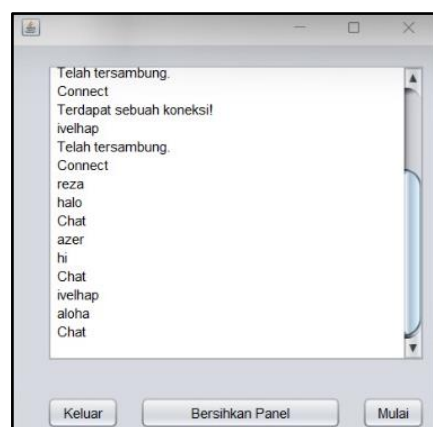 Telah tersambung.
Connect
Terdapat sebuah koneksi!
ivelhap
Telah tersambung.
Connect
reza
halo
Chat
azer
hi
Chat
ivelhap
aloha
Chat
Keluar Bersihkan Panel Mulai